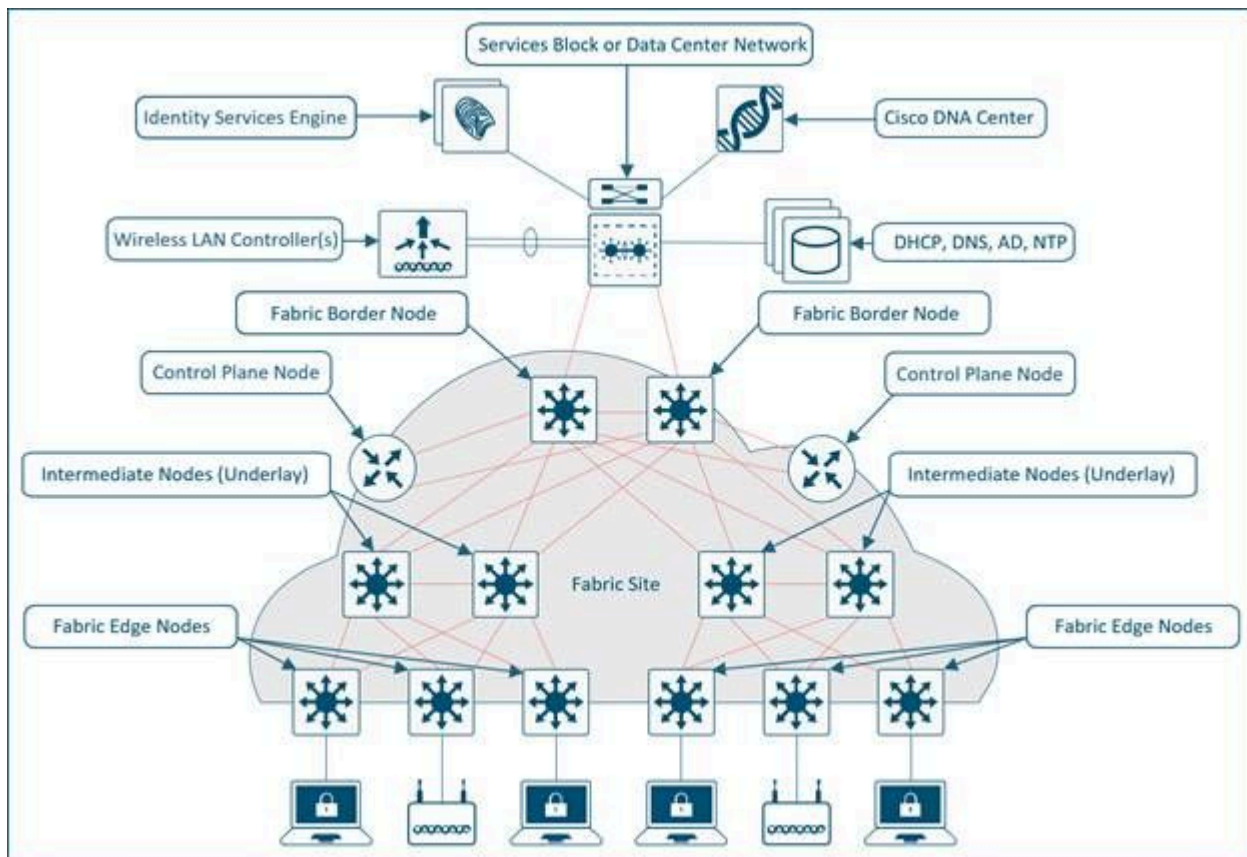 Services Block or Data Center Network
Identity Services Engine
Cisco DNA Center
Wireless LAN Controller(s)
DHCP, DNS, AD, NTP
Fabric Border Node
Fabric Border Node
Control Plane Node
Control Plane Node
Intermediate Nodes (Underlay)
Intermediate Nodes (Underlay)
Fabric Site
Fabric Edge Nodes
Fabric Edge Nodes